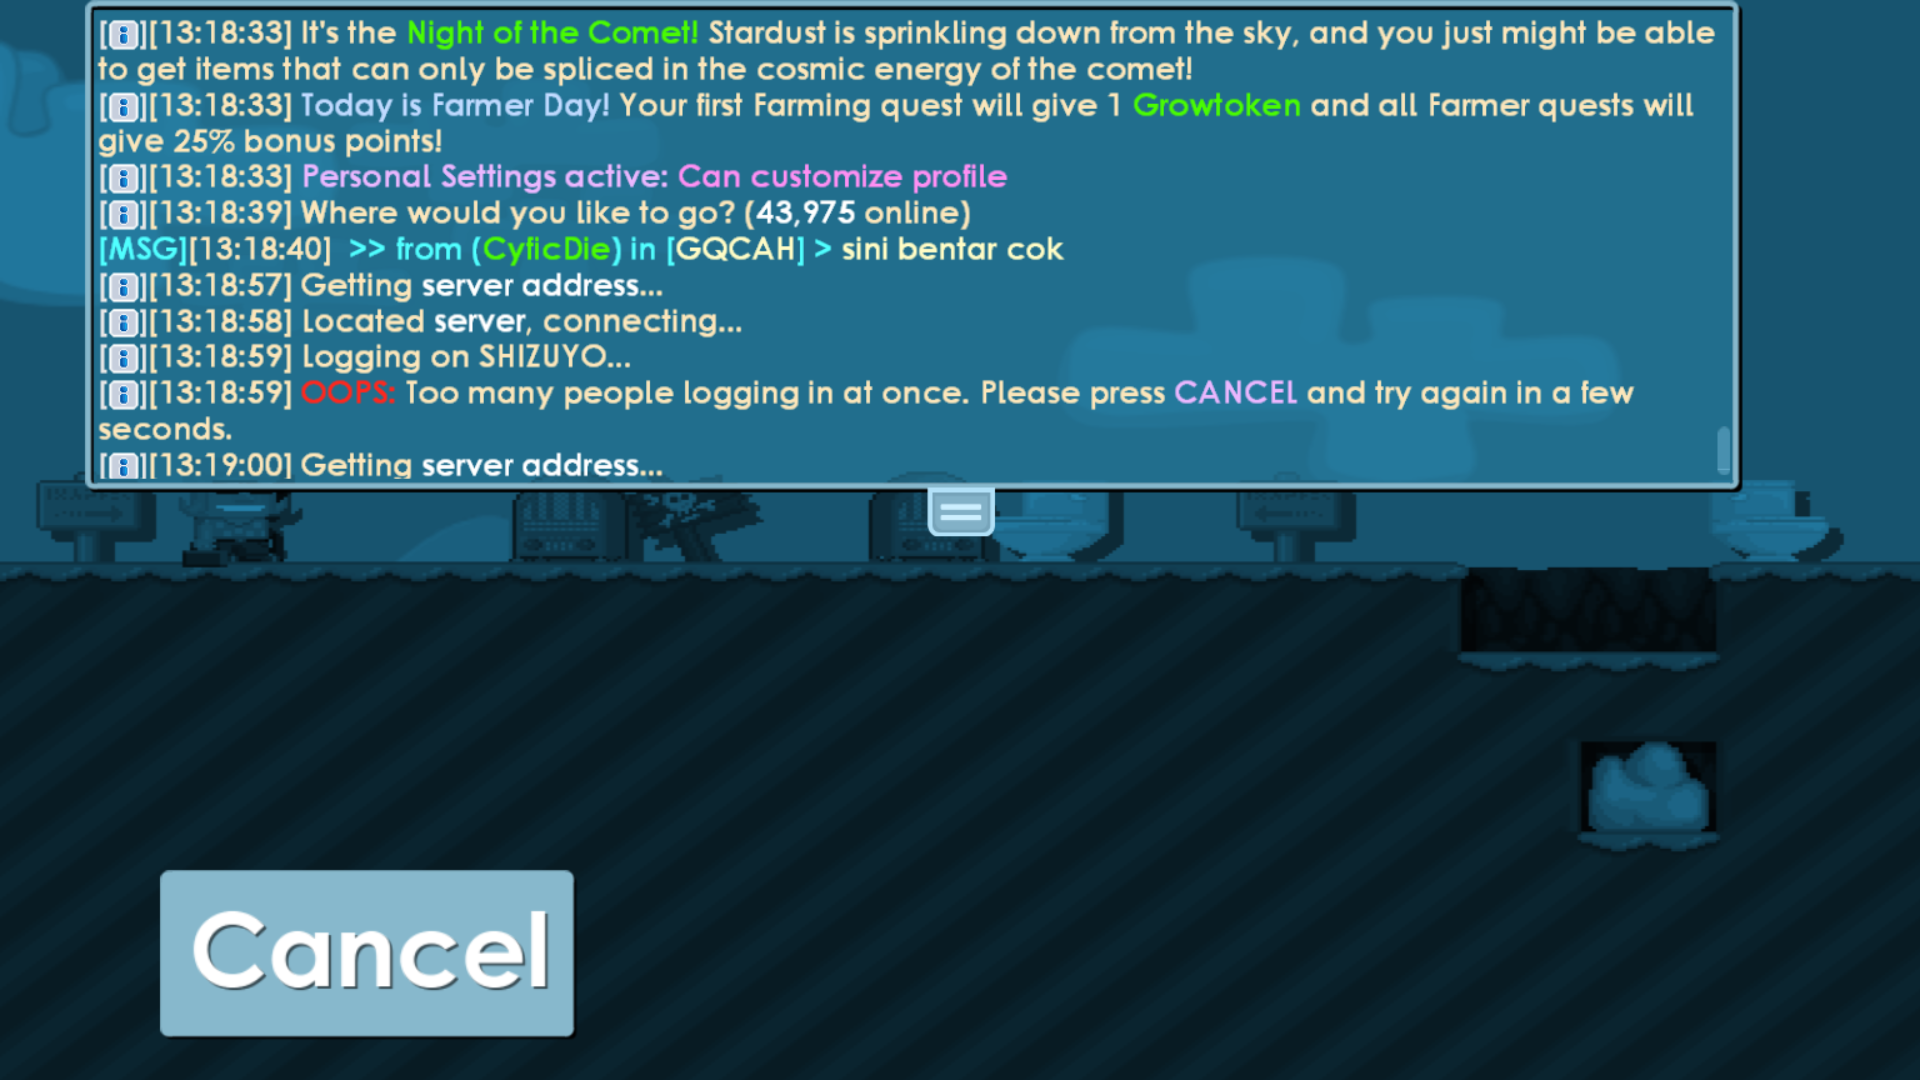 [i][13:18:33] It's the Night of the Comet! Stardust is sprinkling down from the sky, and you just might be able
to get items that can only be spliced in the cosmic energy of the comet!
[i][13:18:33] Today is Farmer Day! Your first Farming quest will give 1 Growtoken and all Farmer quests will
give 25% bonus points!
[i][13:18:33] Personal Settings active: Can customize profile
[i][13:18:39] Where would you like to go? (43,975 online)
[MSG][13:18:40]  >> from (CyficDie) in [GQCAH] > sini bentar cok
[i][13:18:57] Getting server address...
[i][13:18:58] Located server, connecting...
[i][13:18:59] Logging on SHIZUYO...
[i][13:18:59] OOPS: Too many people logging in at once. Please press CANCEL and try again in a few
seconds.
[i][13:19:00] Getting server address...
Cancel